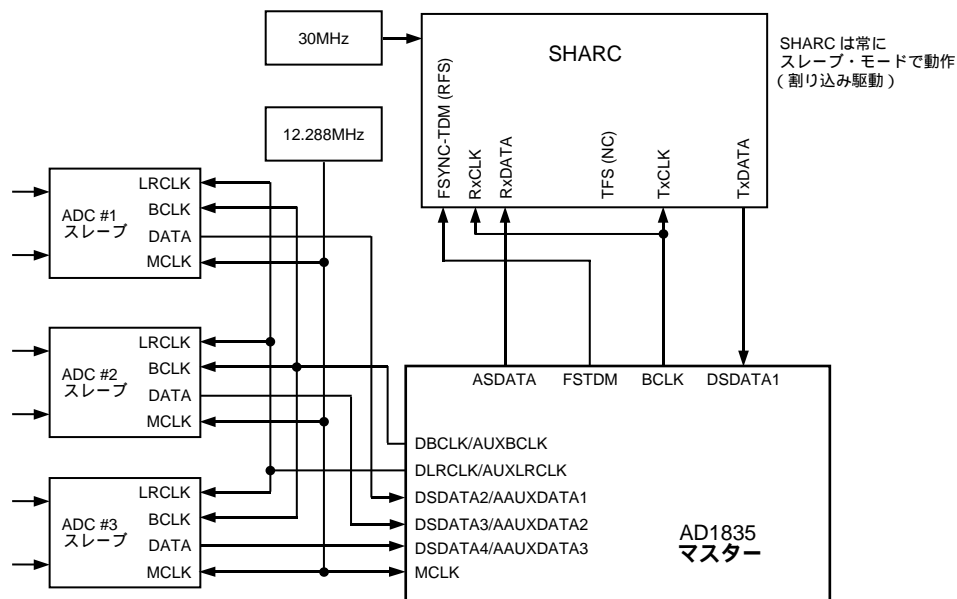 30MHz
SHARC
SHARC は常に
スレーブ・モードで動作
（割り込み駆動）
12.288MHz
FSYNC-TDM (RFS)
RxCLK
RxDATA
TFS (NC)
TxCLK
TxDATA
ADC #1
スレーブ
LRCLK
BCLK
DATA
MCLK
ADC #2
スレーブ
LRCLK
BCLK
DATA
MCLK
ADC #3
スレーブ
LRCLK
BCLK
DATA
MCLK
ASDATA
FSTDM
BCLK
DSDATA1
DBCLK/AUXBCLK
DLRCLK/AUXLRCLK
DSDATA2/AAUXDATA1
DSDATA3/AAUXDATA2
DSDATA4/AAUXDATA3
MCLK
AD1835
マスター